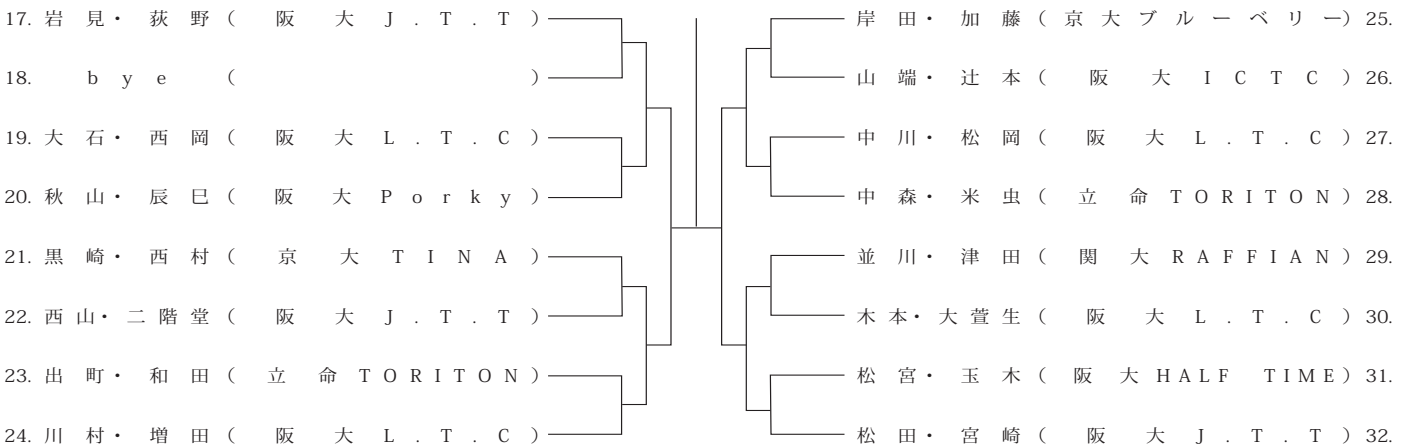 17. 岩見・荻野(阪大J.T.T)
18. bye ( )
19. 大石・西岡(阪大L.T.C)
20. 秋山・辰巳(阪大Porky)
21. 黒崎・西村(京大TINA)
22. 西山・二階堂(阪大J.T.T)
23. 出町・和田(立命TORITON)
24. 川村・増田(阪大L.T.C)
岸田・加藤(京大ブルーベリー) 25.
山端・辻本(阪大ICTC) 26.
中川・松岡(阪大L.T.C) 27.
中森・米虫(立命TORITON) 28.
並川・津田(関大RAFFIAN) 29.
木本・大萱生(阪大L.T.C) 30.
松宮・玉木(阪大HALF TIME) 31.
松田・宮崎(阪大J.T.T) 32.